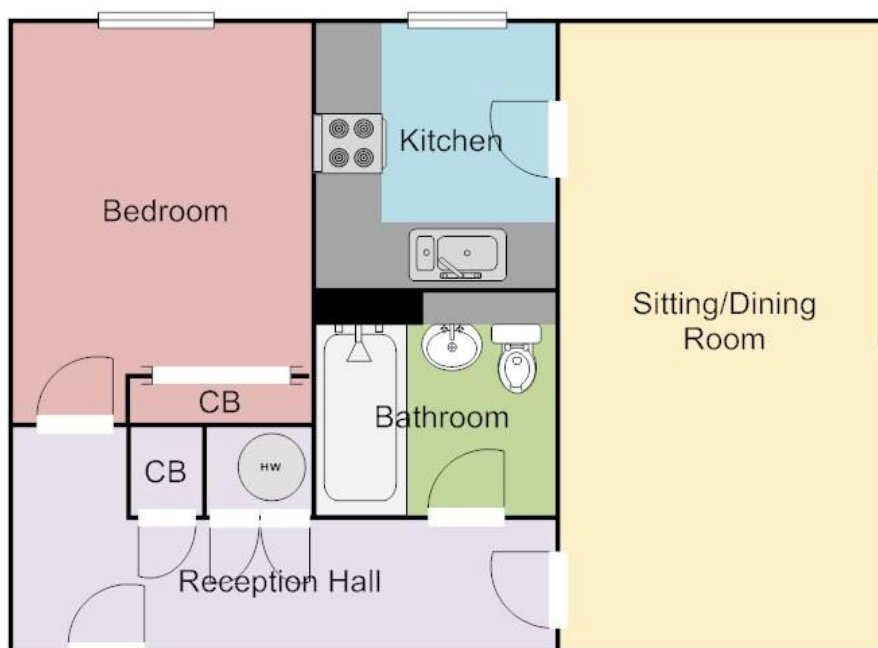 Kitchen
Bedroom
Sitting/Dining
Room
CB
Bathroom
CB
HW
Reception Hall